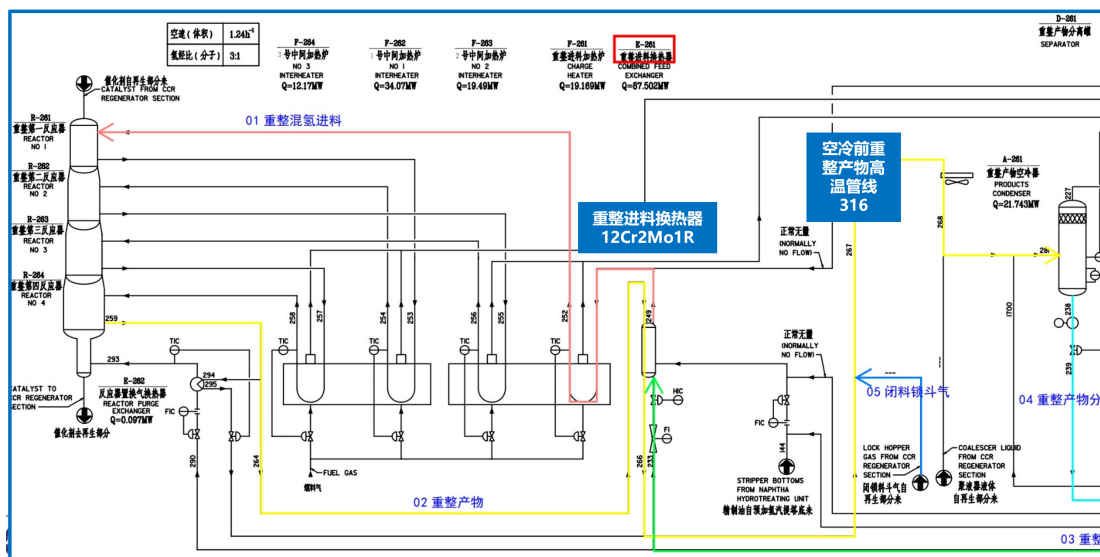 空速(体积) 1.24h⁻¹
氢烃比(分子) 3:1
F-264
3号中间加热炉
NO 3
INTERHEATER
Q=12.17MW
F-262
1号中间加热炉
NO 1
INTERHEATER
Q=34.07MW
F-263
2号中间加热炉
NO 2
INTERHEATER
Q=19.49MW
F-261
重整进料加热炉
CHARGE
HEATER
Q=19.169MW
E-261
重整进料换热器
COMBINED FEED
EXCHANGER
Q=87.502MW
D-261
重整产物分离罐
SEPARATOR
催化剂自再生部分来
CATALYST FROM CCR
REGENERATOR SECTION
R-261
重整第一反应器
REACTOR
NO 1
R-262
重整第二反应器
REACTOR
NO 2
R-263
重整第三反应器
REACTOR
NO 3
R-264
重整第四反应器
REACTOR
NO 4
01 重整混氢进料
重整进料换热器
12Cr2Mo1R
空冷前重
整产物高
温管线
316
A-261
重整产物空冷器
PRODUCTS
CONDENSER
Q=21.743MW
正常无量
(NORMALLY
NO FLOW)
267
268
227
259
258
257
254
253
256
255
252
249
1700
238
239
293
TIC
TIC
TIC
TIC
TIC
294
295
正常无量
(NORMALLY
NO FLOW)
CATALYST TO
CCR REGENERATOR
SECTION
催化剂去再生部分
E-262
反应器置换气换热器
REACTOR PURGE
EXCHANGER
Q=0.097MW
FIC
HIC
FI
FIC
05 闭料锁斗气
04 重整产物分
290
264
FUEL GAS
燃料气
266
233
144
02 重整产物
STRIPPER BOTTOMS
FROM NAPHTHA
HYDROTREATING UNIT
精制油自预加氢汽提塔底来
LOCK HOPPER
GAS FROM CCR
REGENERATOR
SECTION
闭锁料斗气自
再生部分来
COALESCER LIQUID
FROM CCR
REGENERATOR
SECTION
聚液器液体
自再生部分来
03 重整